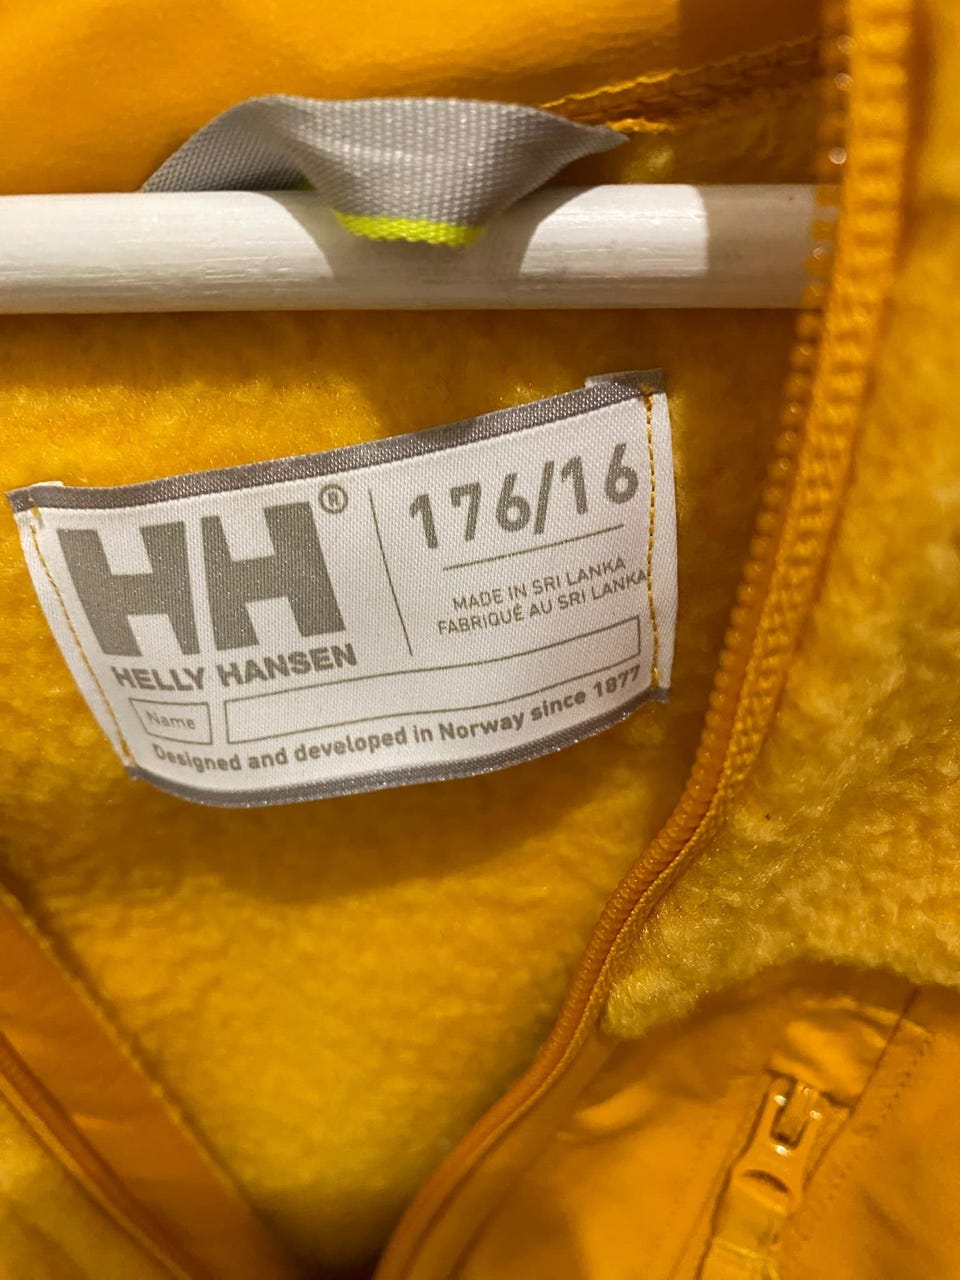 HH®
HELLY HANSEN
176/16
MADE IN SRI LANKA
FABRIQUÉ AU SRI LANKA
Name
Designed and developed in Norway since 1877